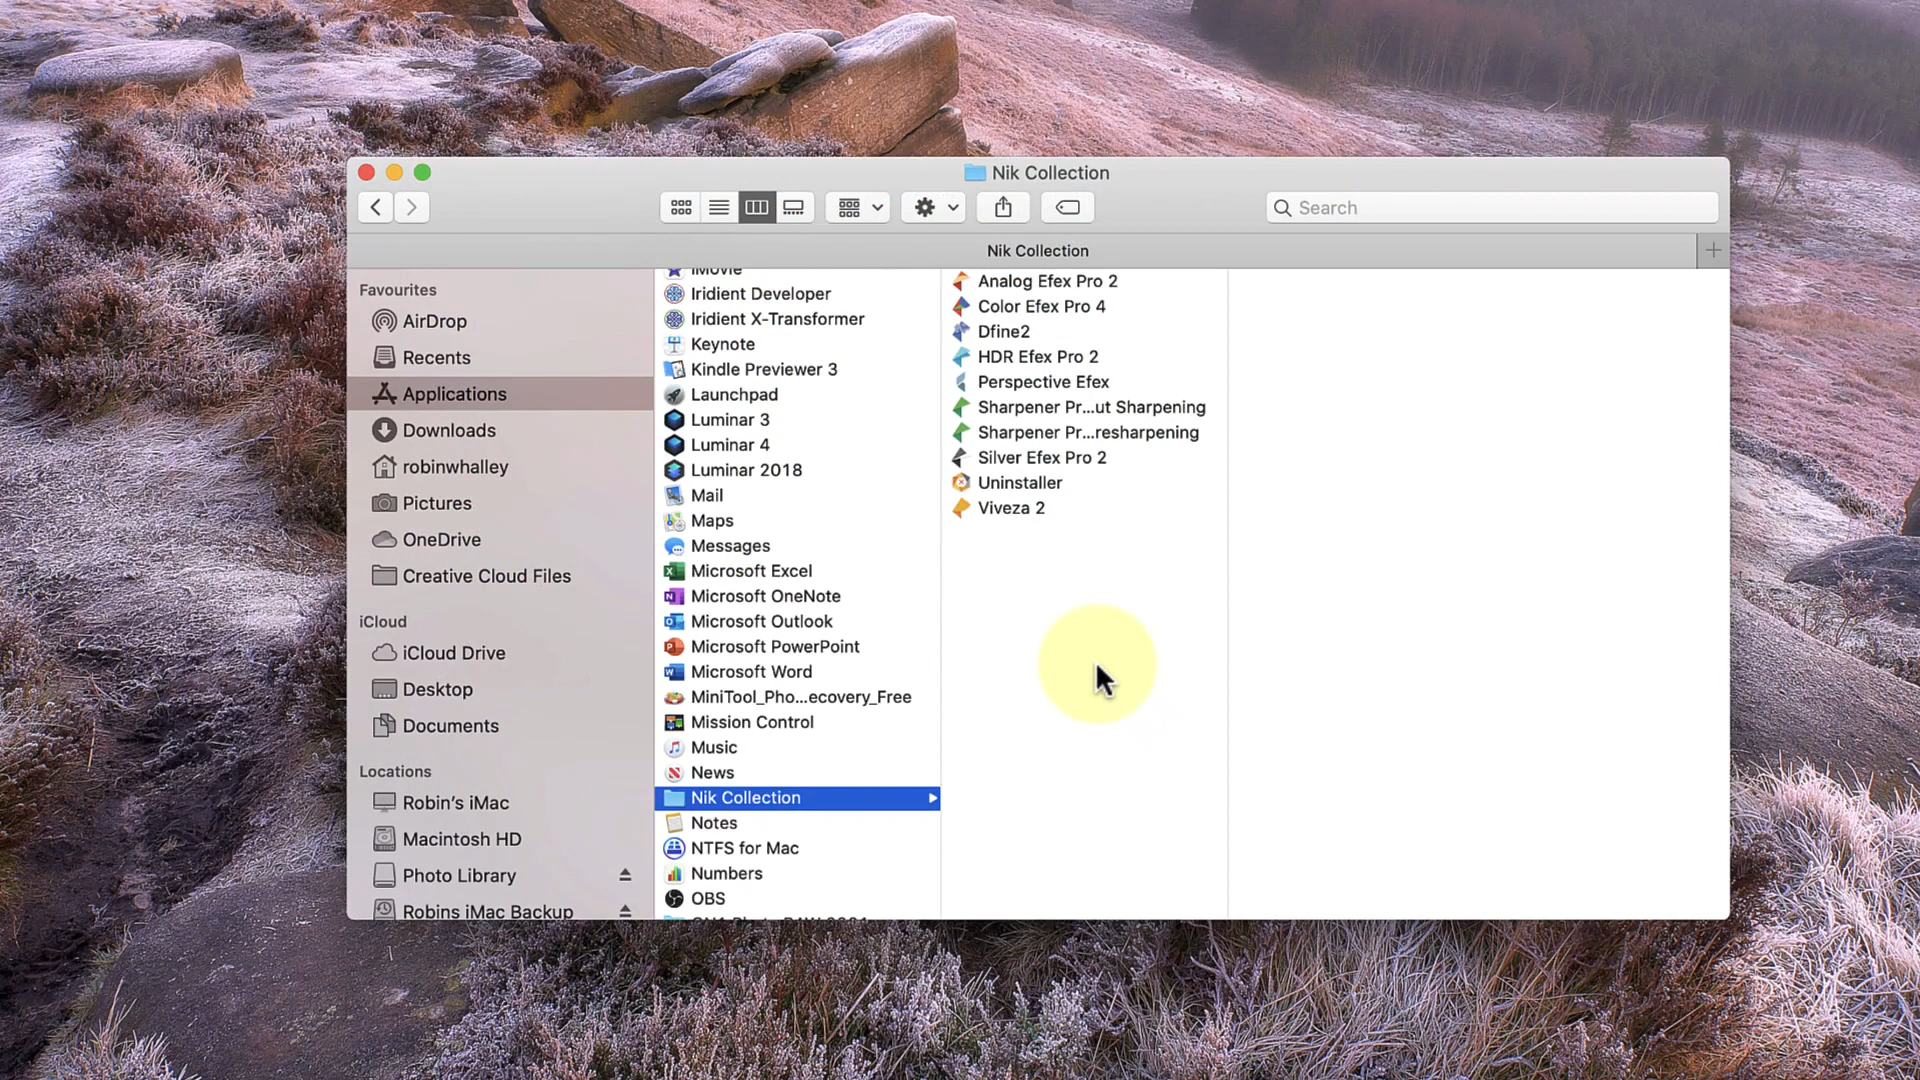 Nik Collection
Search
Nik Collection
Favourites
AirDrop
Recents
Applications
Downloads
robinwhalley
Pictures
OneDrive
Creative Cloud Files
iCloud
iCloud Drive
Desktop
Documents
Locations
Robin's iMac
Macintosh HD
Photo Library
Robins iMac Backup
iMovie
Iridient Developer
Iridient X-Transformer
Keynote
Kindle Previewer 3
Launchpad
Luminar 3
Luminar 4
Luminar 2018
Mail
Maps
Messages
Microsoft Excel
Microsoft OneNote
Microsoft Outlook
Microsoft PowerPoint
Microsoft Word
MiniTool_Pho...ecovery_Free
Mission Control
Music
News
Nik Collection
Notes
NTFS for Mac
Numbers
OBS
Analog Efex Pro 2
Color Efex Pro 4
Dfine2
HDR Efex Pro 2
Perspective Efex
Sharpener Pr...ut Sharpening
Sharpener Pr...resharpening
Silver Efex Pro 2
Uninstaller
Viveza 2